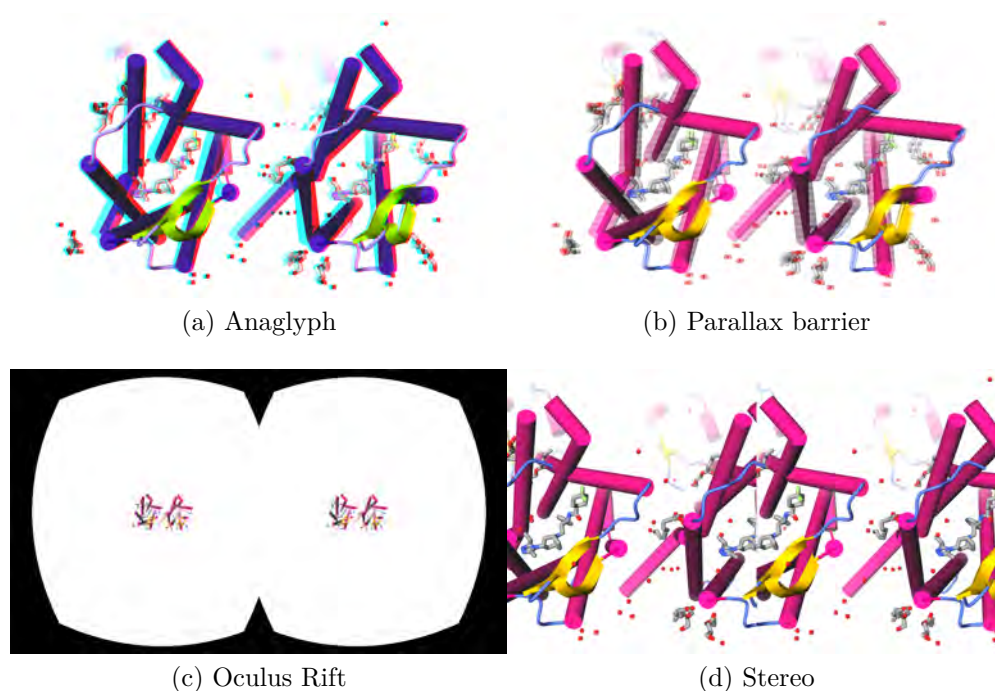 (a) Anaglyph
(b) Parallax barrier
(c) Oculus Rift
(d) Stereo